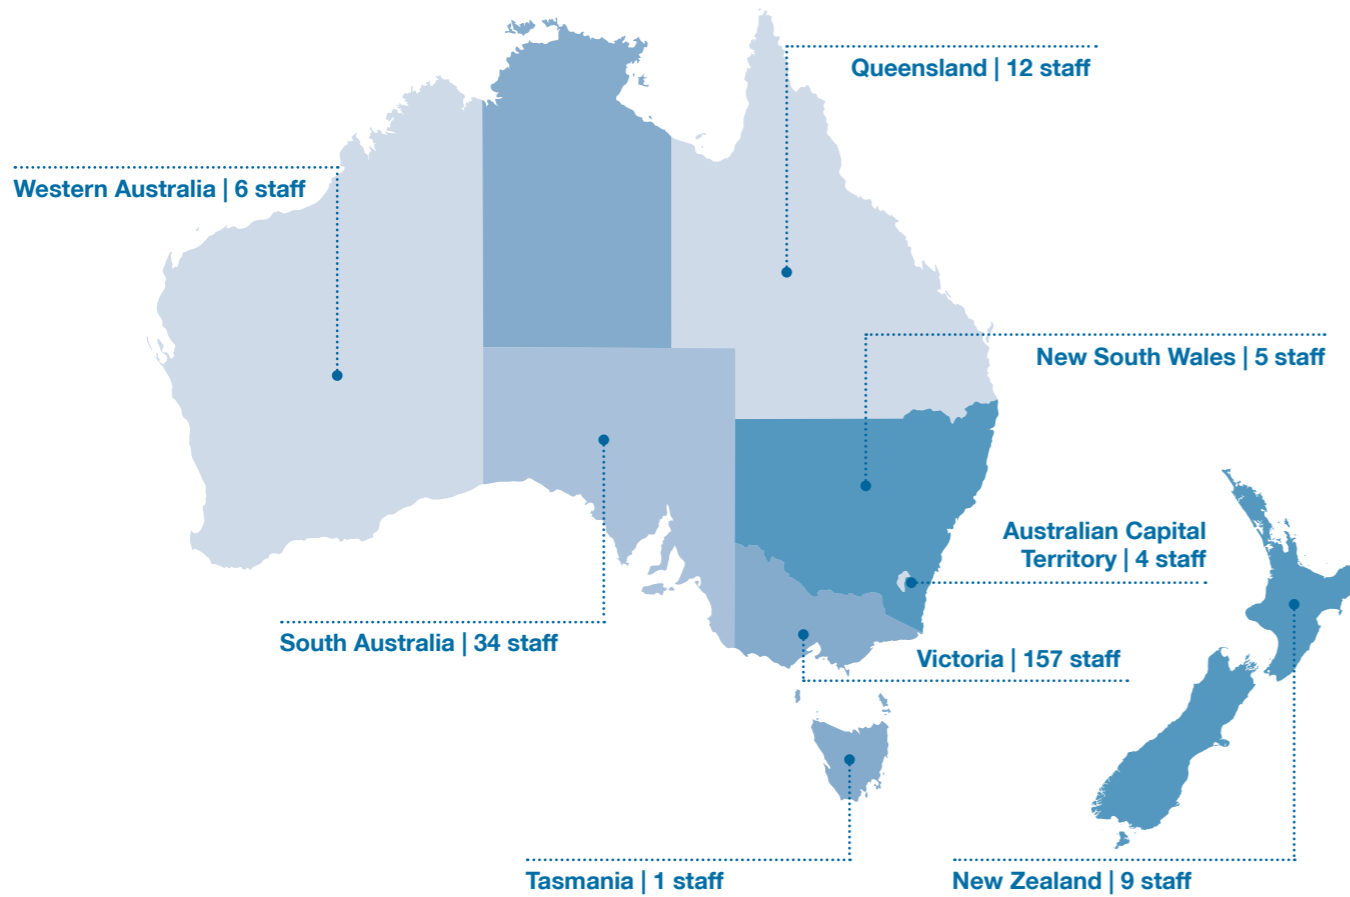 Queensland | 12 staff
Western Australia | 6 staff
New South Wales | 5 staff
Australian Capital
Territory | 4 staff
South Australia | 34 staff
Victoria | 157 staff
Tasmania | 1 staff
New Zealand | 9 staff